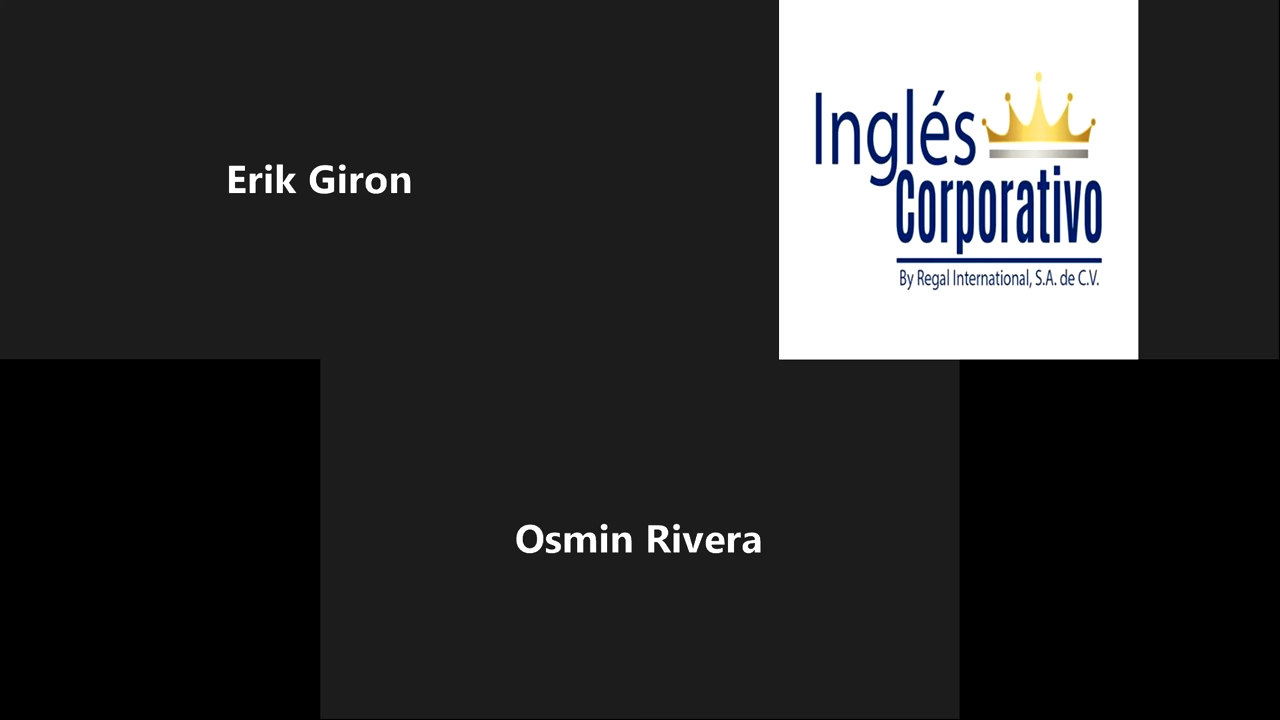 Erik Giron
Inglés
Corporativo
By Regal International, S.A. de C.V.
Osmin Rivera